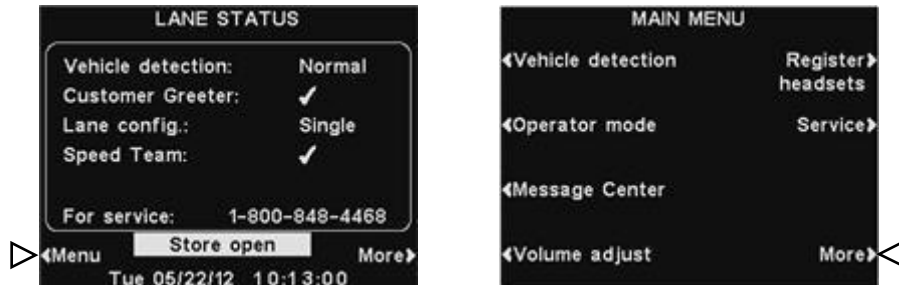 LANE STATUS
Vehicle detection: Normal
Customer Greeter: ✓
Lane config.: Single
Speed Team: ✓
For service: 1-800-848-4468
Store open
Menu More
Tue 05/22/12 10:13:00
MAIN MENU
Vehicle detection Register
headsets
Operator mode Service
Message Center
Volume adjust More